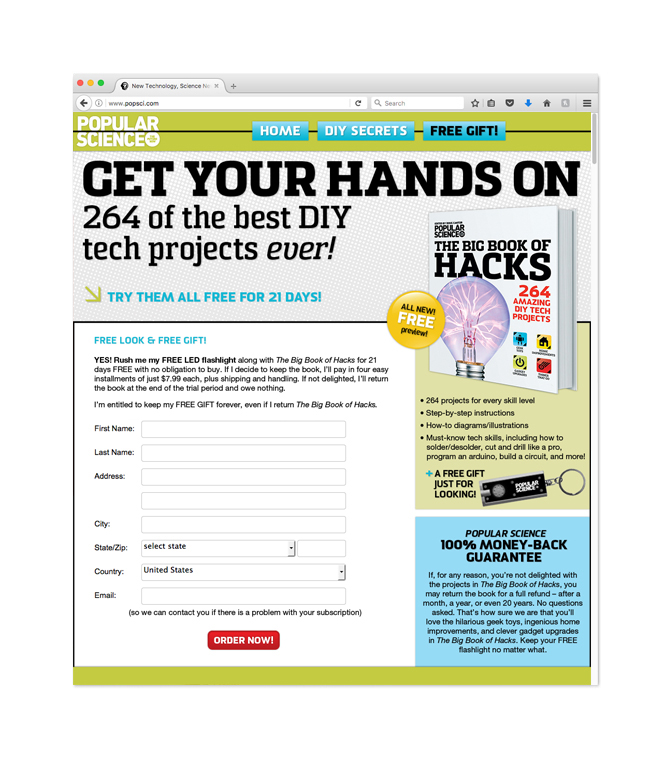 New Technology, Science Ne
www.popsci.com
Search
POPULAR
SCIENCE
HOME
DIY SECRETS
FREE GIFT!
GET YOUR HANDS ON
264 of the best DIY
tech projects ever!
TRY THEM ALL FREE FOR 21 DAYS!
POPULAR
SCIENCE
THE BIG BOOK OF
HACKS
264
AMAZING
DIY TECH
PROJECTS
ALL NEW!
FREE
preview!
FREE LOOK & FREE GIFT!
YES! Rush me my FREE LED flashlight along with The Big Book of Hacks for 21
days FREE with no obligation to buy. If I decide to keep the book, I'll pay in four easy
installments of just $7.99 each, plus shipping and handling. If not delighted, I'll return
the book at the end of the trial period and owe nothing.
I'm entitled to keep my FREE GIFT forever, even if I return The Big Book of Hacks.
First Name:
Last Name:
Address:
City:
State/Zip:
select state
Country:
United States
Email:
(so we can contact you if there is a problem with your subscription)
ORDER NOW!
• 264 projects for every skill level
• Step-by-step instructions
• How-to diagrams/illustrations
• Must-know tech skills, including how to
solder/desolder, cut and drill like a pro,
program an arduino, build a circuit, and more!
+ A FREE GIFT
JUST FOR
LOOKING!
POPULAR
SCIENCE
POPULAR SCIENCE
100% MONEY-BACK
GUARANTEE
If, for any reason, you're not delighted with
the projects in The Big Book of Hacks, you
may return the book for a full refund – after a
month, a year, or even 20 years. No questions
asked. That's how sure we are that you'll
love the hilarious geek toys, ingenious home
improvements, and clever gadget upgrades
in The Big Book of Hacks. Keep your FREE
flashlight no matter what.